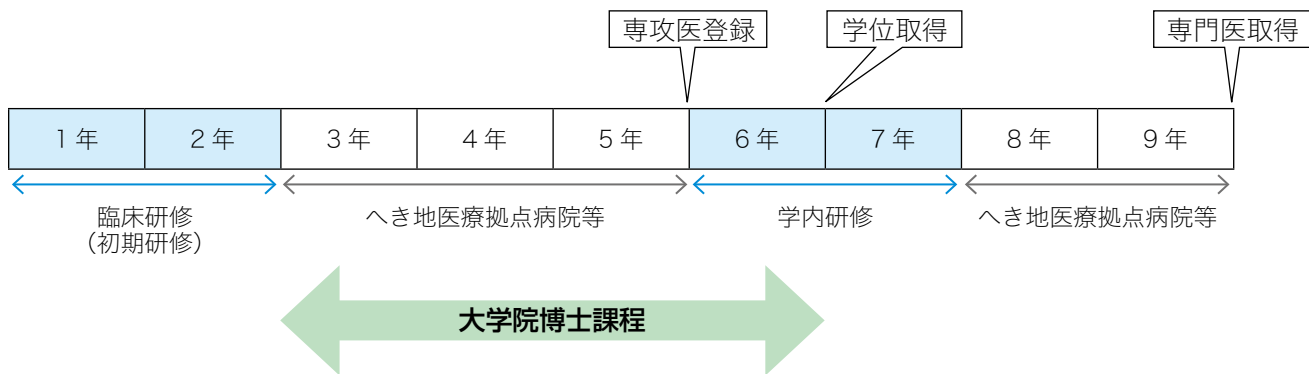 専攻医登録
学位取得
専門医取得
1 年
2 年
3 年
4 年
5 年
6 年
7 年
8 年
9 年
臨床研修
（初期研修）
へき地医療拠点病院等
学内研修
へき地医療拠点病院等
大学院博士課程